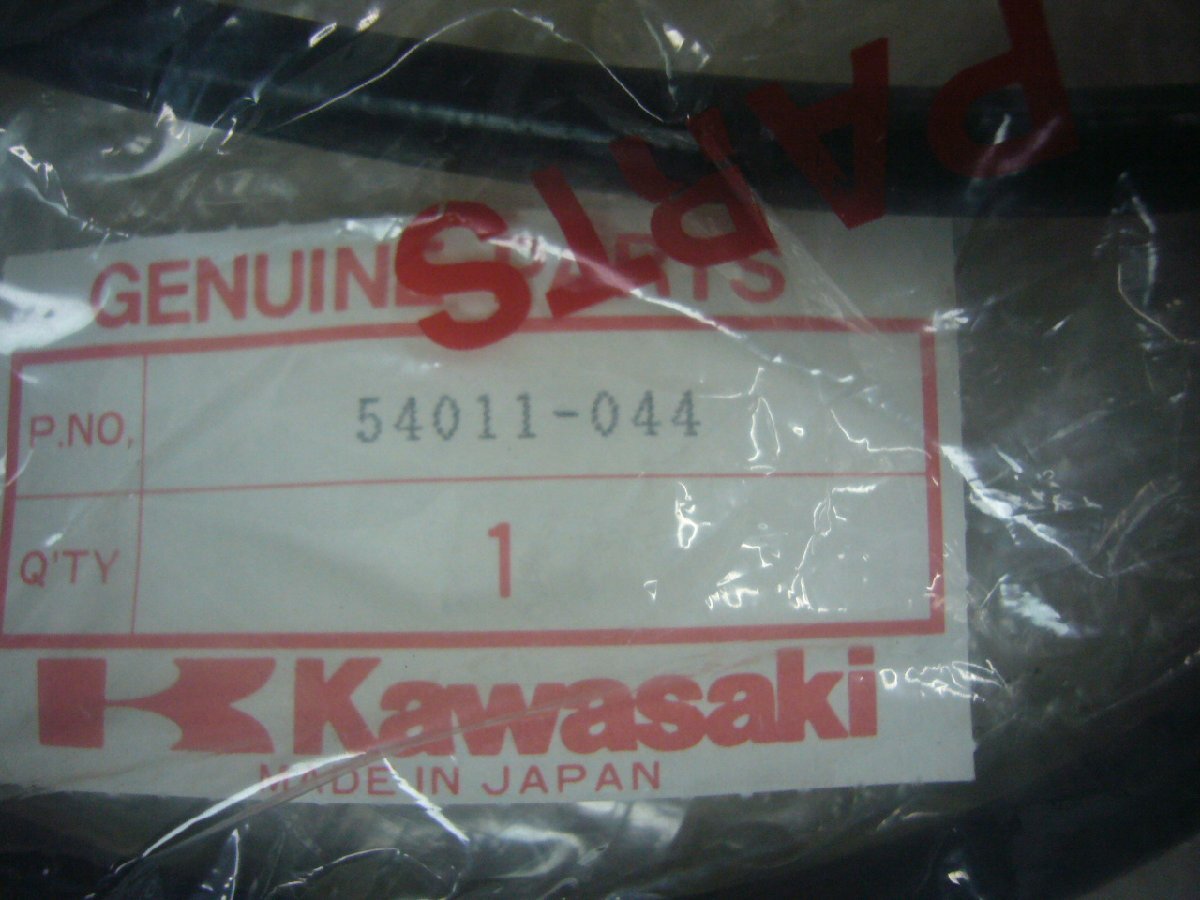 PARTS
GENUINE PARTS
P.NO, 54011-044
Q'TY 1
Kawasaki
MADE IN JAPAN